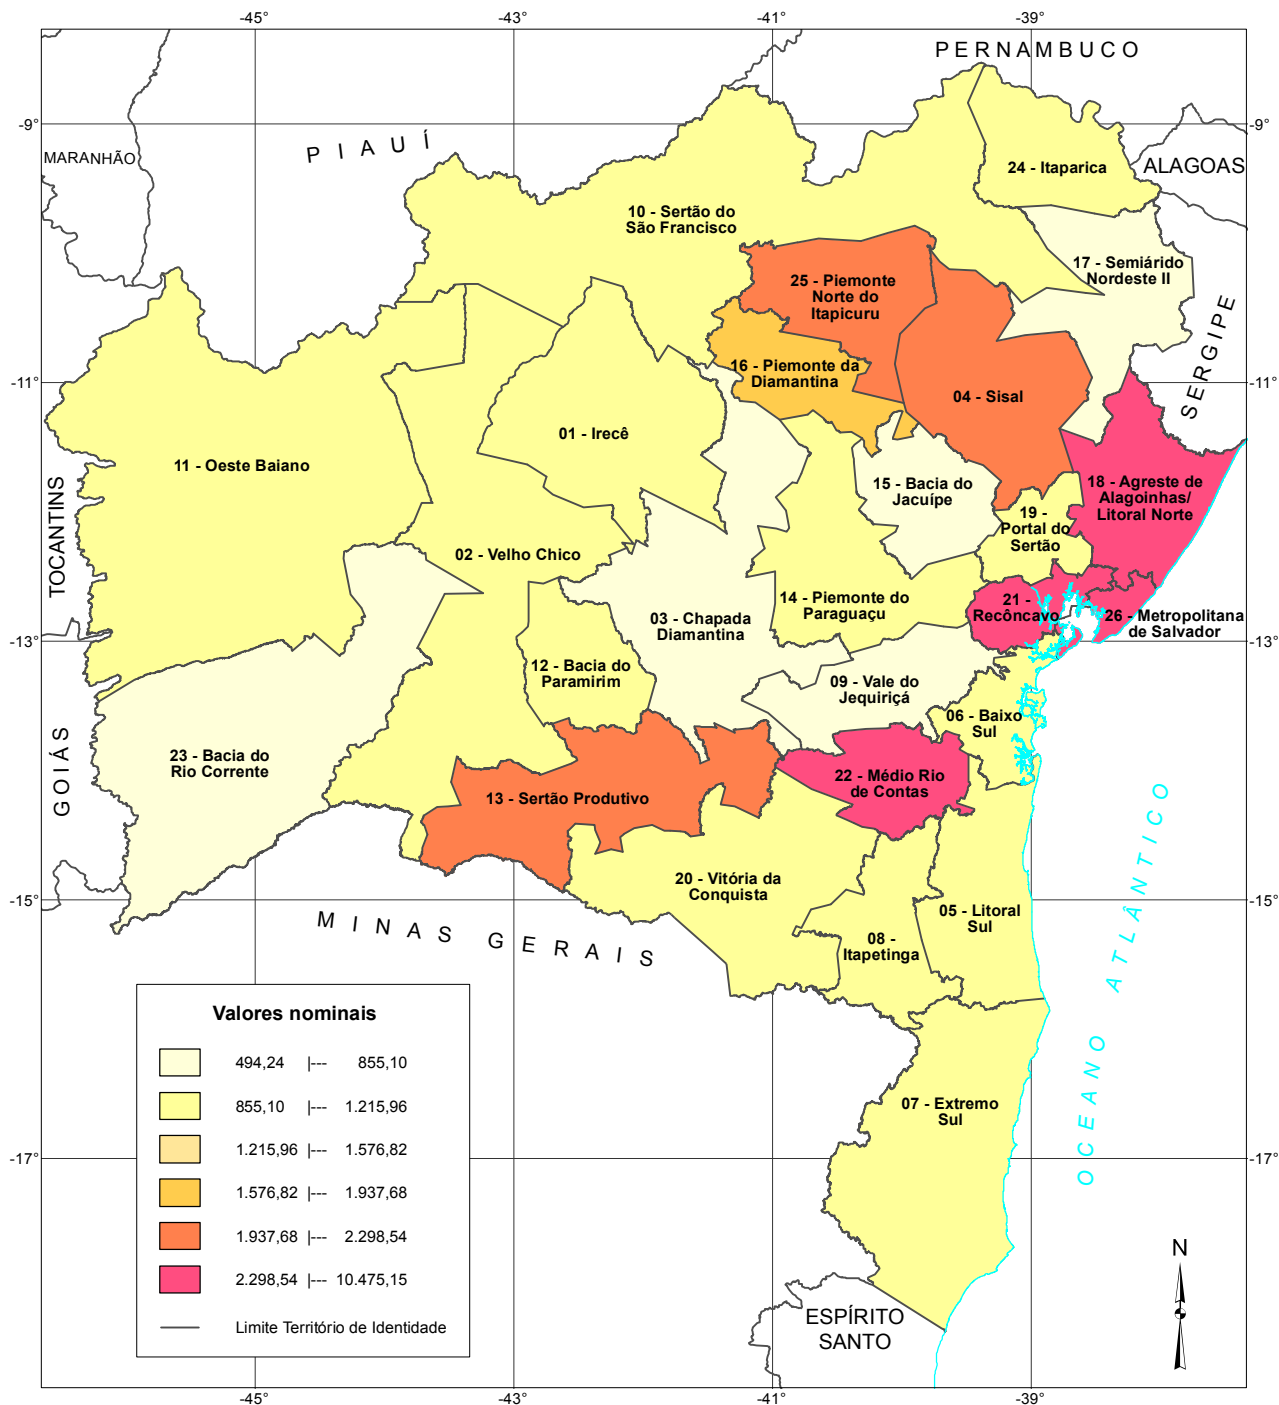 -45°
-43°
-41°
-39°
PERNAMBUCO
-9°
-9°
PIAUÍ
MARANHÃO
ALAGOAS
24 - Itaparica
10 - Sertão do
São Francisco
17 - Semiárido
Nordeste II
25 - Piemonte
Norte do
Itapicuru
SERGIPE
-11°
-11°
16 - Piemonte da
Diamantina
04 - Sisal
01 - Irecê
11 - Oeste Baiano
15 - Bacia do
Jacuípe
18 - Agreste de
Alagoinhas/
Litoral Norte
19 -
Portal do
Sertão
TOCANTINS
02 - Velho Chico
14 - Piemonte do
Paraguaçu
03 - Chapada
Diamantina
21 -
Recôncavo
26 - Metropolitana
de Salvador
-13°
-13°
12 - Bacia do
Paramirim
09 - Vale do
Jequiriçá
06 - Baixo
Sul
GOIÁS
23 - Bacia do
Rio Corrente
22 - Médio Rio
de Contas
13 - Sertão Produtivo
20 - Vitória da
Conquista
-15°
-15°
05 - Litoral
Sul
08 -
Itapetinga
MINAS GERAIS
OCEANO ATLÂNTICO
07 - Extremo
Sul
-17°
-17°
Valores nominais
494,24 |--- 855,10
855,10 |--- 1.215,96
1.215,96 |--- 1.576,82
1.576,82 |--- 1.937,68
1.937,68 |--- 2.298,54
2.298,54 |--- 10.475,15
Limite Território de Identidade
N
ESPÍRITO
SANTO
-45°
-43°
-41°
-39°